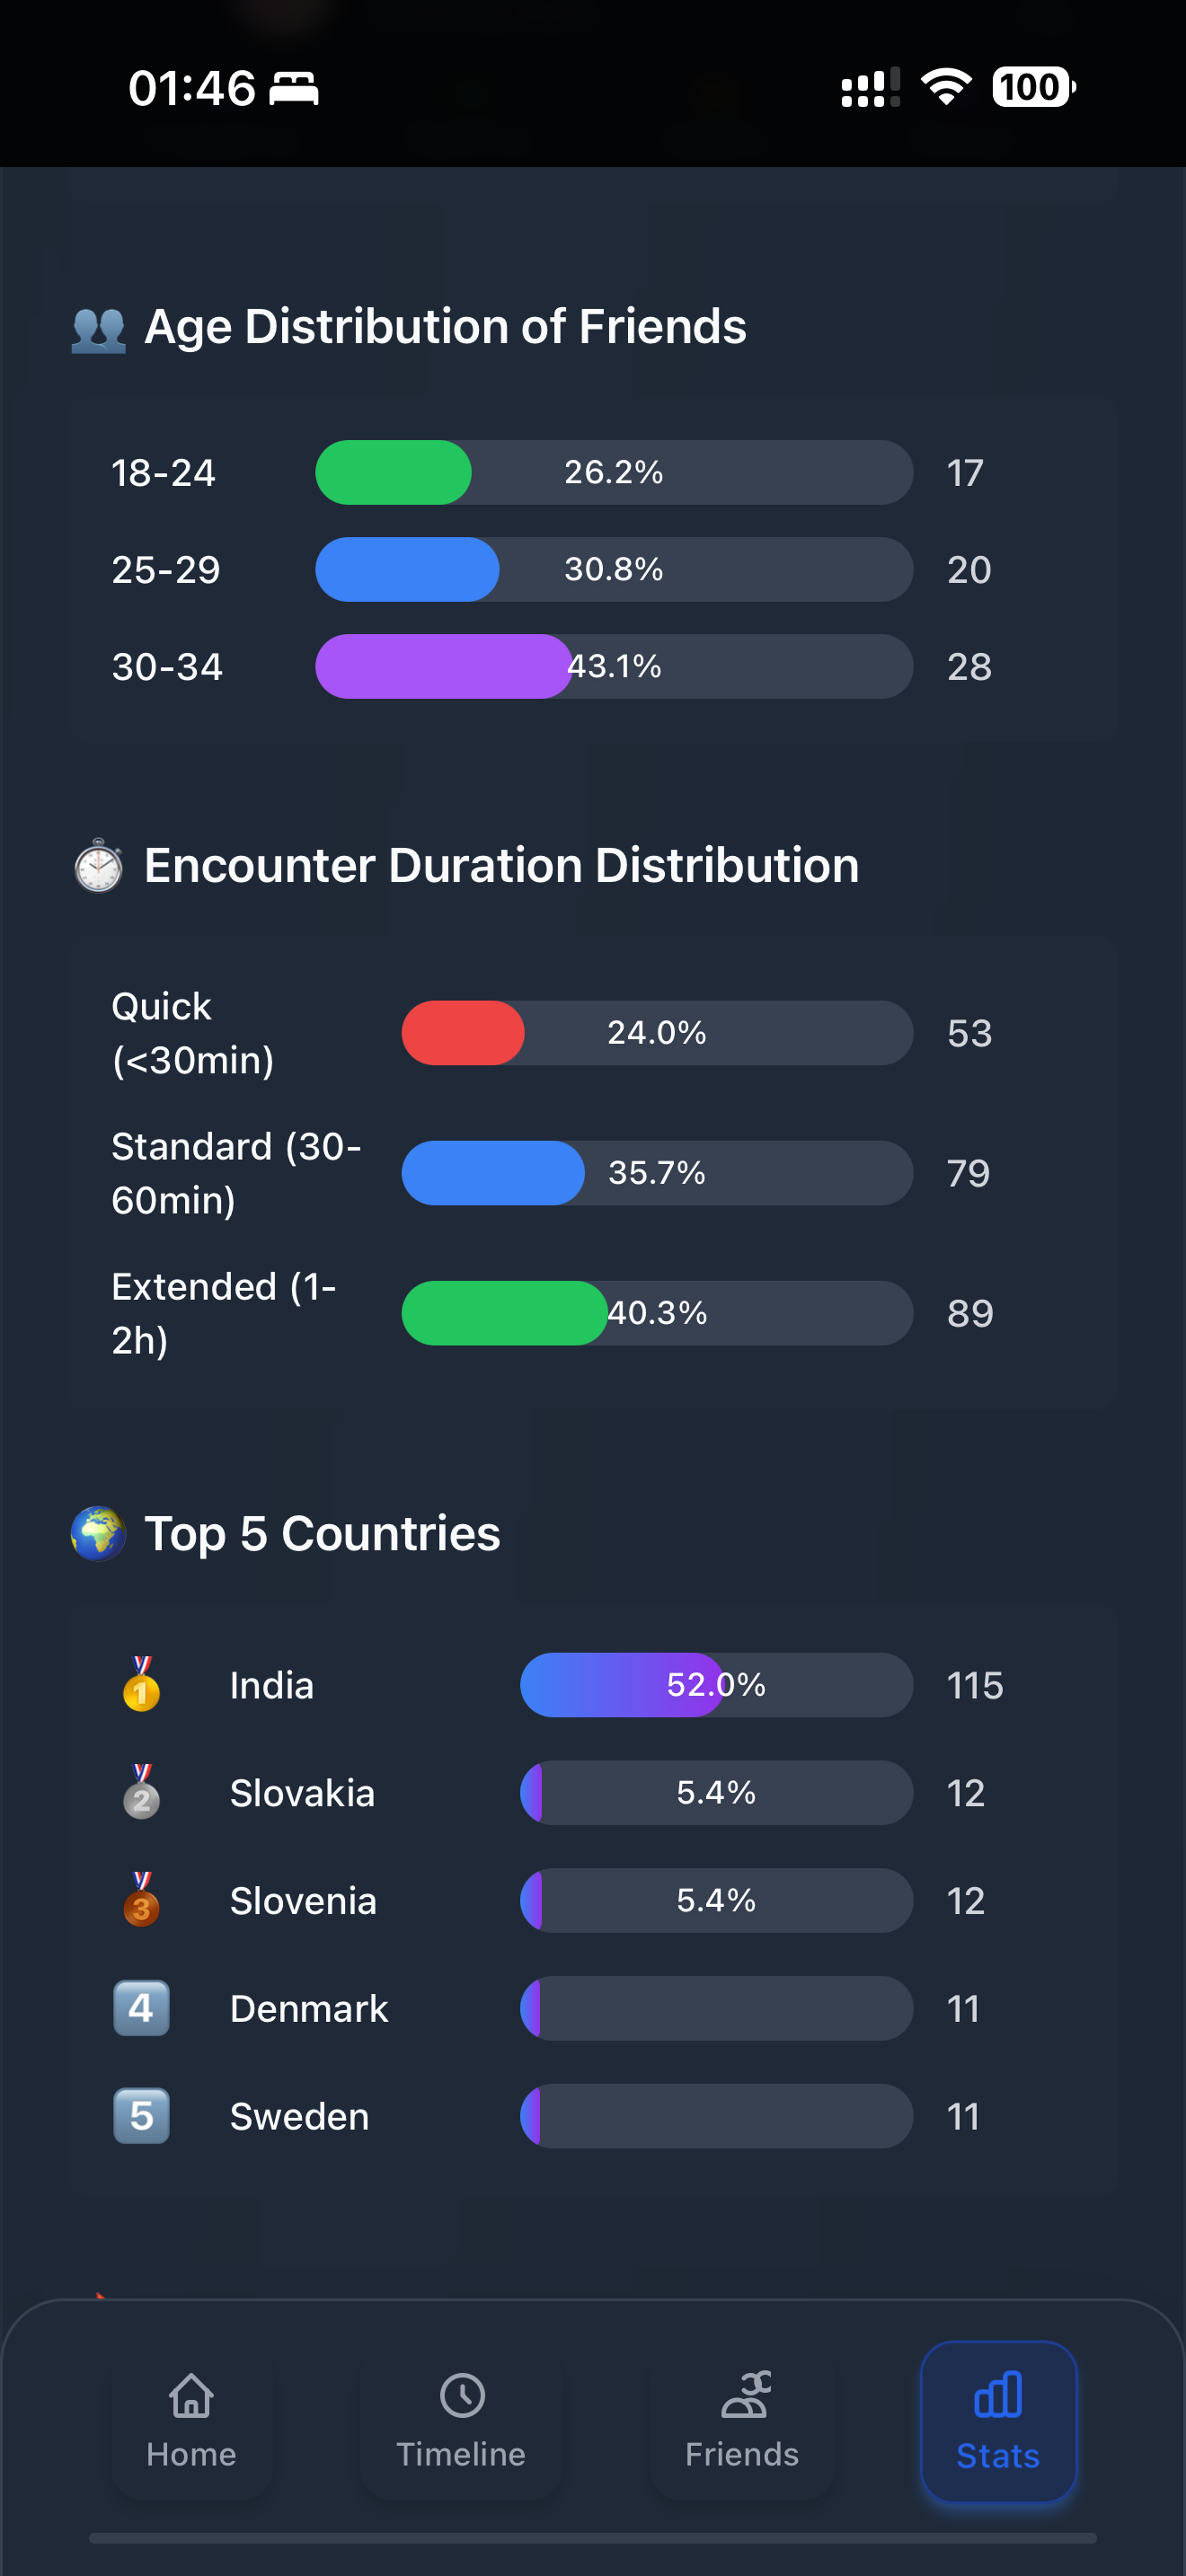 01:46
100
Age Distribution of Friends
18-24 26.2% 17
25-29 30.8% 20
30-34 43.1% 28
Encounter Duration Distribution
Quick
(<30min)
24.0% 53
Standard (30-
60min)
35.7% 79
Extended (1-
2h)
40.3% 89
Top 5 Countries
1 India 52.0% 115
2 Slovakia 5.4% 12
3 Slovenia 5.4% 12
4 Denmark 11
5 Sweden 11
Home Timeline Friends Stats